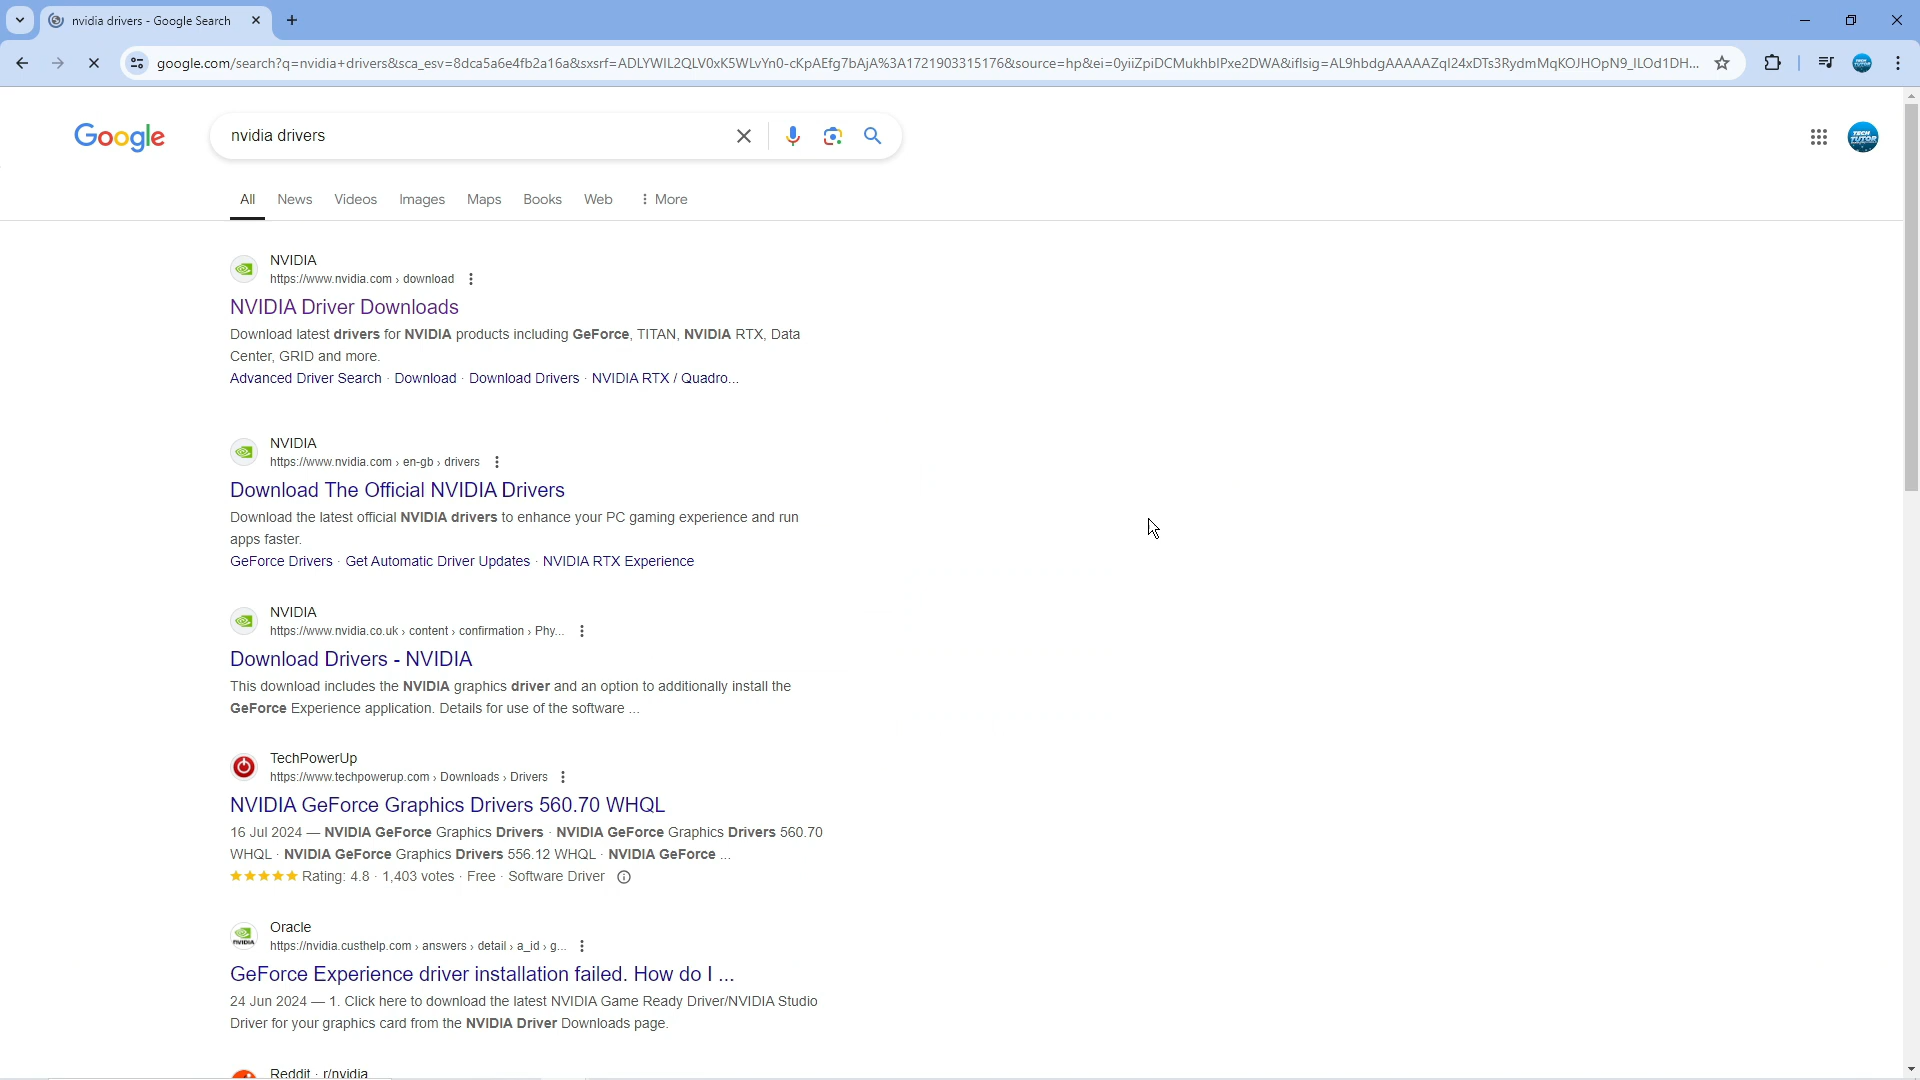 nvidia drivers - Google Search
google.com/search?q=nvidia+drivers&sca_esv=8dca5a6e4fb2a16a&sxsrf=ADLYWIL2QLV0xK5WLvYn0-cKpAEfg7bAjA%3A1721903315176&source=hp&ei=0yiiZpiDCMukhbIPxe2DWA&iflsig=AL9hbdgAAAAAZqI24xDTs3RydmMqKOJHOpN9_ILOd1DH...
Google
nvidia drivers
TECH TUTOR
All News Videos Images Maps Books Web More
NVIDIA
https://www.nvidia.com › download
NVIDIA Driver Downloads
Download latest drivers for NVIDIA products including GeForce, TITAN, NVIDIA RTX, Data
Center, GRID and more.
Advanced Driver Search · Download · Download Drivers · NVIDIA RTX / Quadro...
NVIDIA
https://www.nvidia.com › en-gb › drivers
Download The Official NVIDIA Drivers
Download the latest official NVIDIA drivers to enhance your PC gaming experience and run
apps faster.
GeForce Drivers · Get Automatic Driver Updates · NVIDIA RTX Experience
NVIDIA
https://www.nvidia.co.uk › content › confirmation › Phy...
Download Drivers - NVIDIA
This download includes the NVIDIA graphics driver and an option to additionally install the
GeForce Experience application. Details for use of the software ...
TechPowerUp
https://www.techpowerup.com › Downloads › Drivers
NVIDIA GeForce Graphics Drivers 560.70 WHQL
16 Jul 2024 — NVIDIA GeForce Graphics Drivers · NVIDIA GeForce Graphics Drivers 560.70
WHQL · NVIDIA GeForce Graphics Drivers 556.12 WHQL · NVIDIA GeForce ...
Rating: 4.8 · 1,403 votes · Free · Software Driver
Oracle
https://nvidia.custhelp.com › answers › detail › a_id › g...
GeForce Experience driver installation failed. How do I ...
24 Jun 2024 — 1. Click here to download the latest NVIDIA Game Ready Driver/NVIDIA Studio
Driver for your graphics card from the NVIDIA Driver Downloads page.
Reddit · r/nvidia